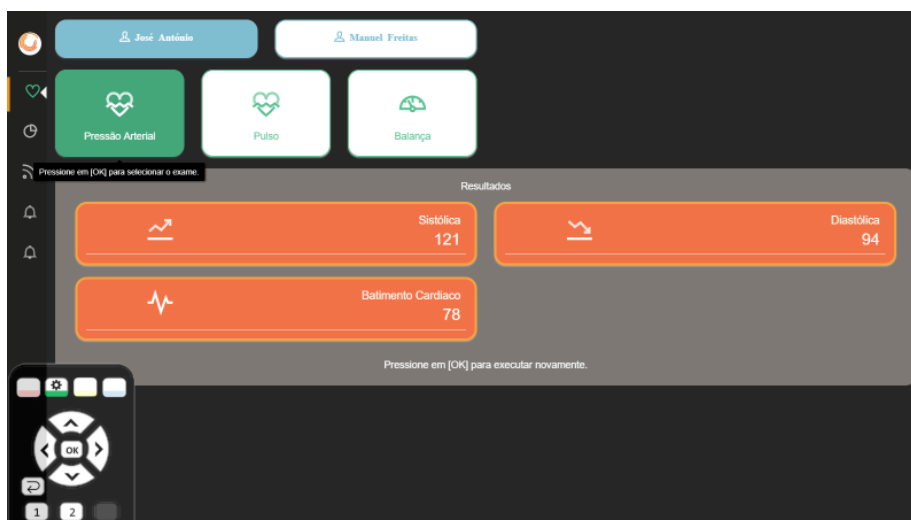 José António
Manuel Freitas
Pressão Arterial
Pulso
Balança
Pressione em [OK] para selecionar o exame.
Resultados
Sistólica
121
Diastólica
94
Batimento Cardiaco
78
Pressione em [OK] para executar novamente.
OK
1
2